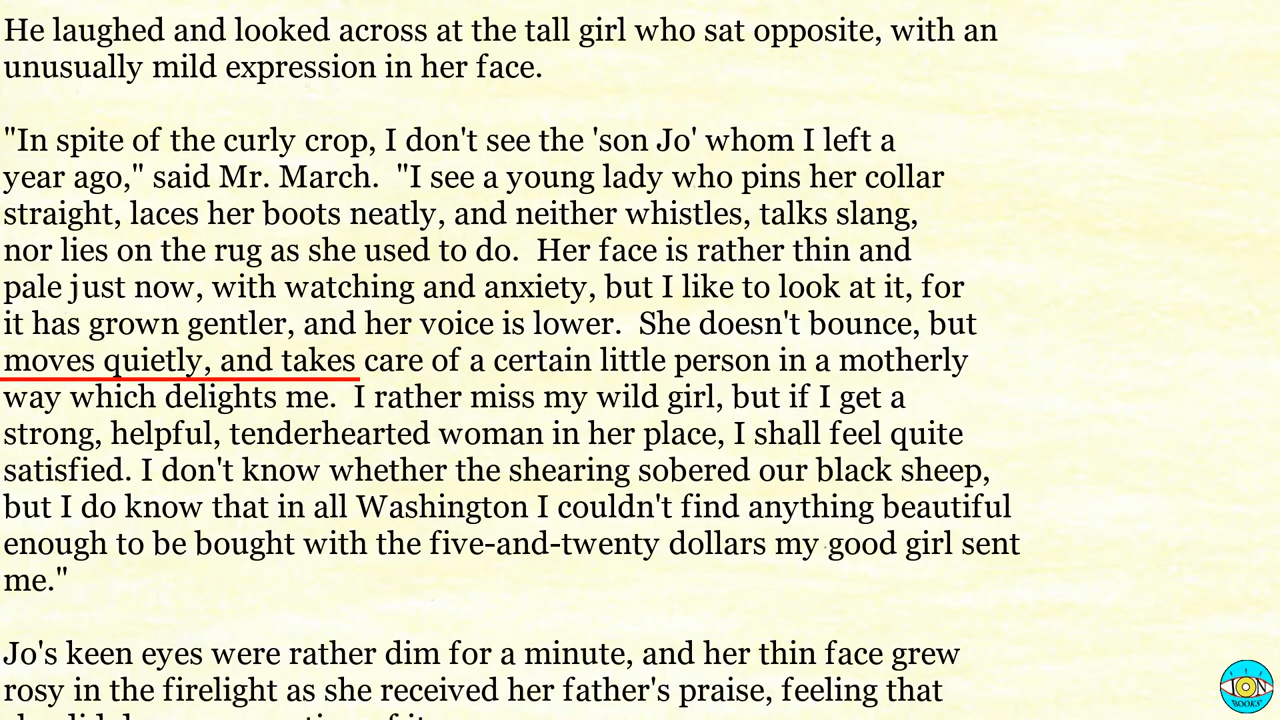 He laughed and looked across at the tall girl who sat opposite, with an
unusually mild expression in her face.
"In spite of the curly crop, I don't see the 'son Jo' whom I left a
year ago," said Mr. March.  "I see a young lady who pins her collar
straight, laces her boots neatly, and neither whistles, talks slang,
nor lies on the rug as she used to do.  Her face is rather thin and
pale just now, with watching and anxiety, but I like to look at it, for
it has grown gentler, and her voice is lower.  She doesn't bounce, but
moves quietly, and takes care of a certain little person in a motherly
way which delights me.  I rather miss my wild girl, but if I get a
strong, helpful, tenderhearted woman in her place, I shall feel quite
satisfied. I don't know whether the shearing sobered our black sheep,
but I do know that in all Washington I couldn't find anything beautiful
enough to be bought with the five-and-twenty dollars my good girl sent
me."
Jo's keen eyes were rather dim for a minute, and her thin face grew
rosy in the firelight as she received her father's praise, feeling that
ION
BOOKS